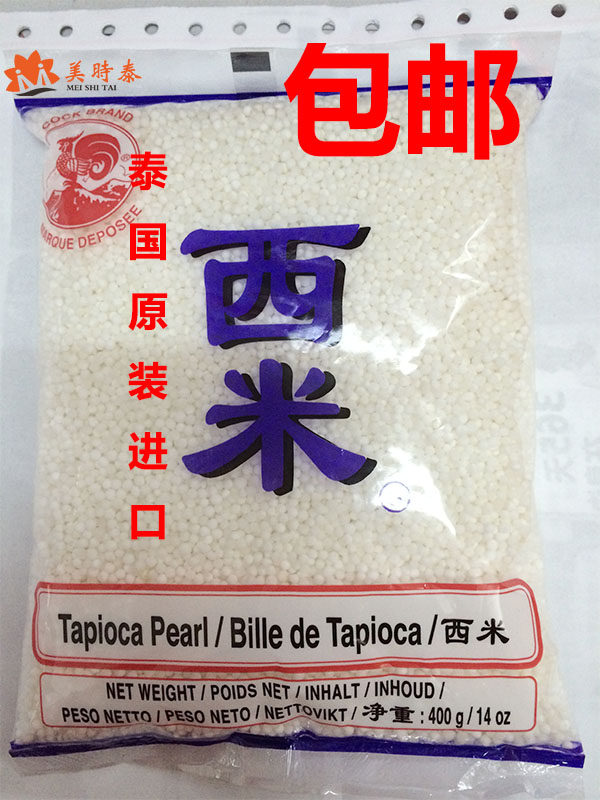 美時泰
MEI SHI TAI
包邮
COCK BRAND
MARQUE DEPOSEE
®
泰国原装进口
西米
Tapioca Pearl / Bille de Tapioca / 西米
NET WEIGHT / POIDS NET / INHALT / INHOUD /
PESO NETTO / PESO NETO / NETTOVIKT / 净重 : 400 g / 14 oz